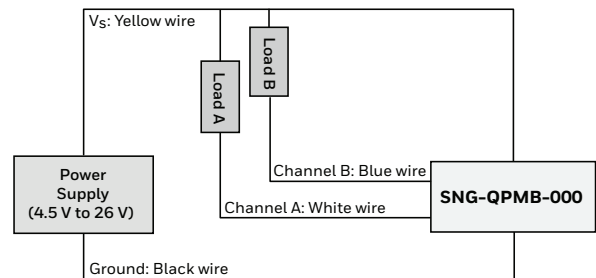 Vs: Yellow wire
Load A
Load B
Power
Supply
(4.5 V to 26 V)
Channel B: Blue wire
Channel A: White wire
SNG-QPMB-000
Ground: Black wire